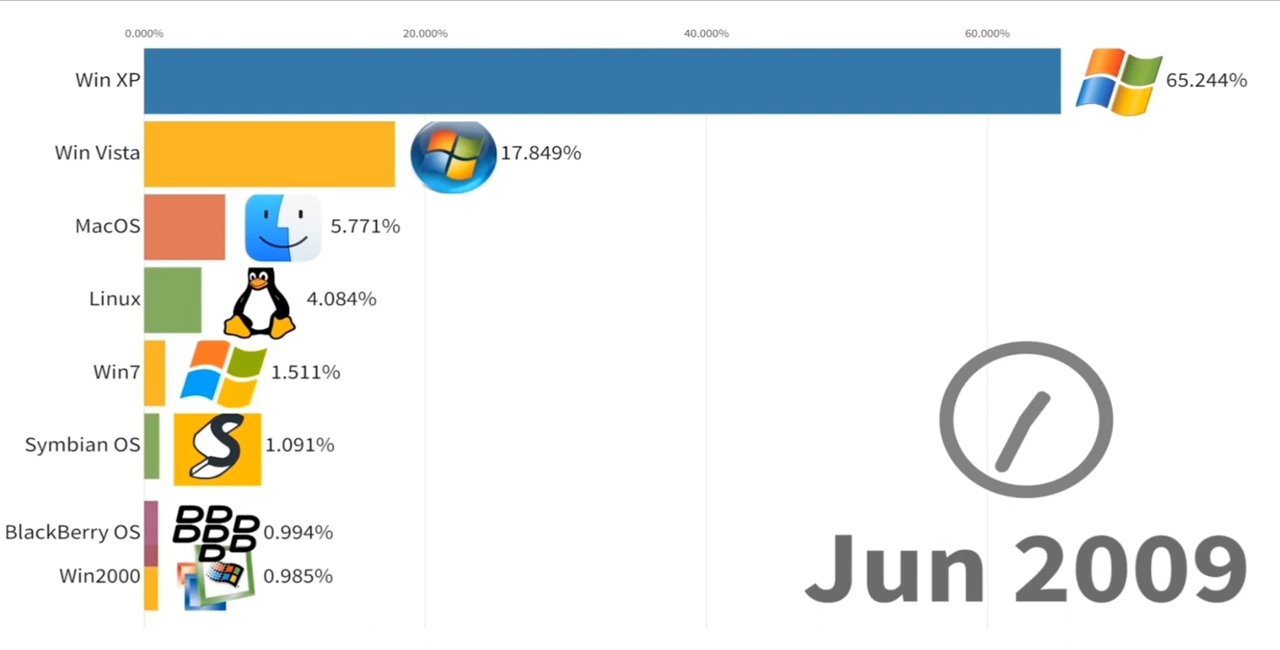 0.000% 20.000% 40.000% 60.000%
Win XP 65.244%
Win Vista 17.849%
MacOS 5.771%
Linux 4.084%
Win7 1.511%
Symbian OS 1.091%
BlackBerry OS 0.994%
Win2000 0.985%
Jun 2009